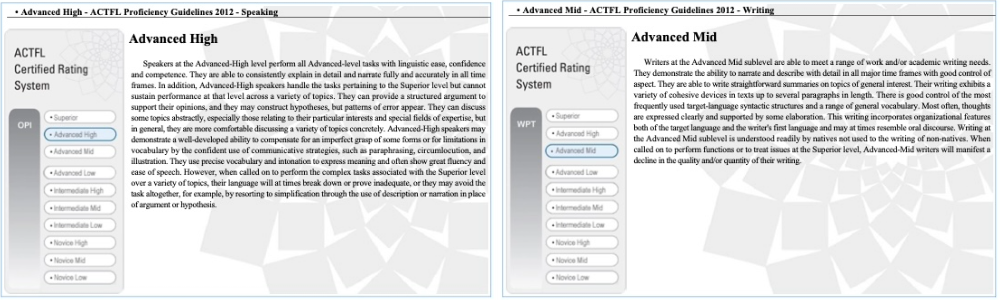 • Advanced High - ACTFL Proficiency Guidelines 2012 - Speaking
ACTFL
Certified Rating
System
OPI
• Superior
• Advanced High
• Advanced Mid
• Advanced Low
• Intermediate High
• Intermediate Mid
• Intermediate Low
• Novice High
• Novice Mid
• Novice Low
Advanced High
Speakers at the Advanced-High level perform all Advanced-level tasks with linguistic ease, confidence
and competence. They are able to consistently explain in detail and narrate fully and accurately in all time
frames. In addition, Advanced-High speakers handle the tasks pertaining to the Superior level but cannot
sustain performance at that level across a variety of topics. They can provide a structured argument to
support their opinions, and they may construct hypotheses, but patterns of error appear. They can discuss
some topics abstractly, especially those relating to their particular interests and special fields of expertise, but
in general, they are more comfortable discussing a variety of topics concretely. Advanced-High speakers may
demonstrate a well-developed ability to compensate for an imperfect grasp of some forms or for limitations in
vocabulary by the confident use of communicative strategies, such as paraphrasing, circumlocution, and
illustration. They use precise vocabulary and intonation to express meaning and often show great fluency and
ease of speech. However, when called on to perform the complex tasks associated with the Superior level
over a variety of topics, their language will at times break down or prove inadequate, or they may avoid the
task altogether, for example, by resorting to simplification through the use of description or narration in place
of argument or hypothesis.
• Advanced Mid - ACTFL Proficiency Guidelines 2012 - Writing
ACTFL
Certified Rating
System
WPT
• Superior
• Advanced High
• Advanced Mid
• Advanced Low
• Intermediate High
• Intermediate Mid
• Intermediate Low
• Novice High
• Novice Mid
• Novice Low
Advanced Mid
Writers at the Advanced Mid sublevel are able to meet a range of work and/or academic writing needs.
They demonstrate the ability to narrate and describe with detail in all major time frames with good control of
aspect. They are able to write straightforward summaries on topics of general interest. Their writing exhibits a
variety of cohesive devices in texts up to several paragraphs in length. There is good control of the most
frequently used target-language syntactic structures and a range of general vocabulary. Most often, thoughts
are expressed clearly and supported by some elaboration. This writing incorporates organizational features
both of the target language and the writer's first language and may at times resemble oral discourse. Writing at
the Advanced Mid sublevel is understood readily by natives not used to the writing of non-natives. When
called on to perform functions or to treat issues at the Superior level, Advanced-Mid writers will manifest a
decline in the quality and/or quantity of their writing.